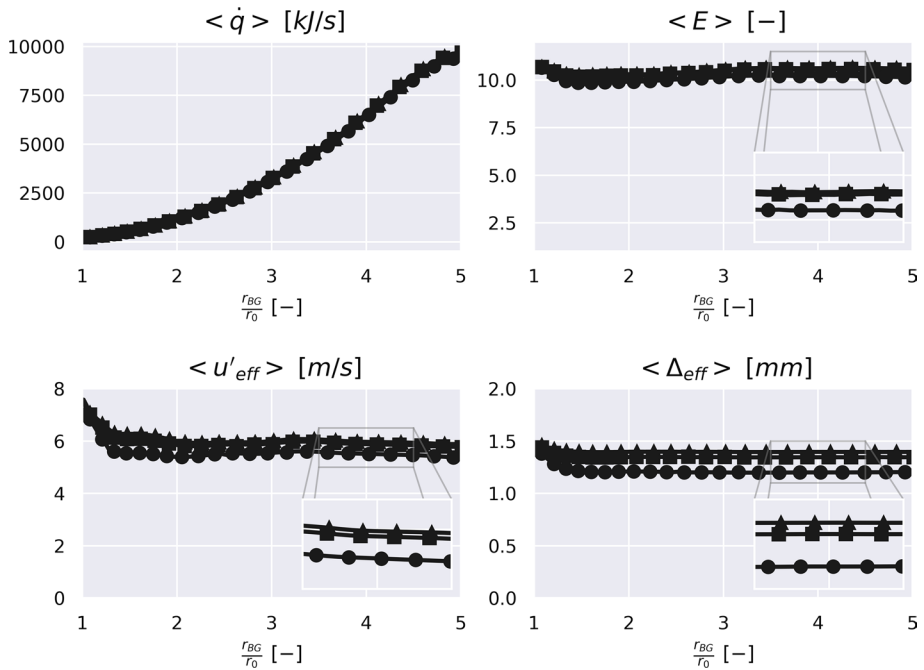 < q̇ > [kJ/s]
10000
7500
5000
2500
0
1 2 3 4 5
r_BG/r_0 [−]
< E > [−]
10.0
7.5
5.0
2.5
1 2 3 4 5
r_BG/r_0 [−]
< u′_eff > [m/s]
8
6
4
2
0
1 2 3 4 5
r_BG/r_0 [−]
< Δ_eff > [mm]
2.0
1.5
1.0
0.5
0.0
1 2 3 4 5
r_BG/r_0 [−]